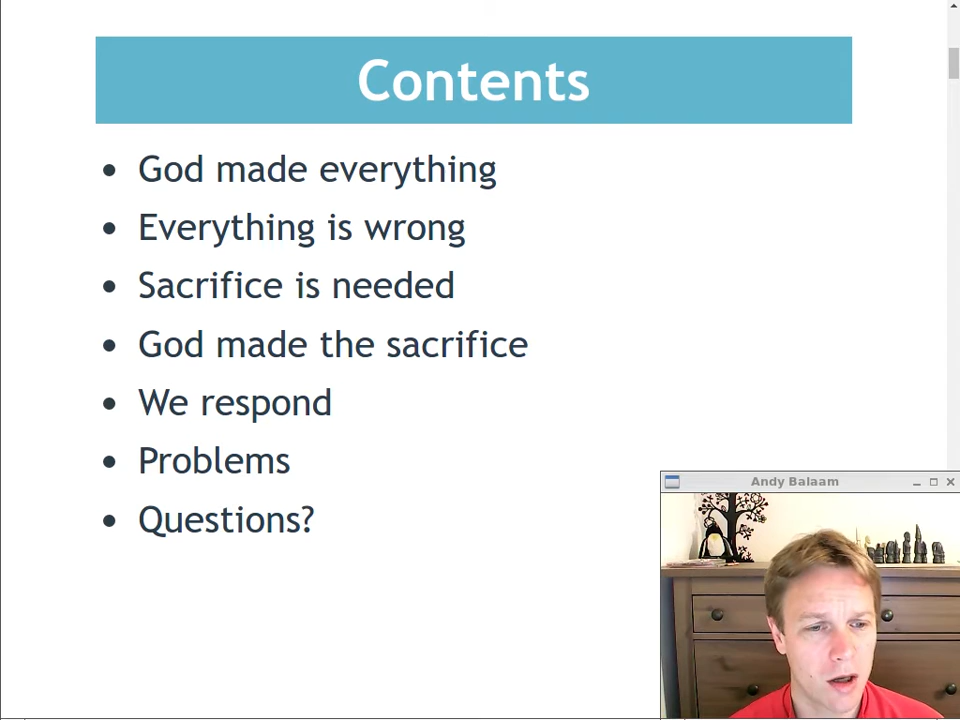 Contents
• God made everything
• Everything is wrong
• Sacrifice is needed
• God made the sacrifice
• We respond
• Problems
• Questions?
Andy Balaam